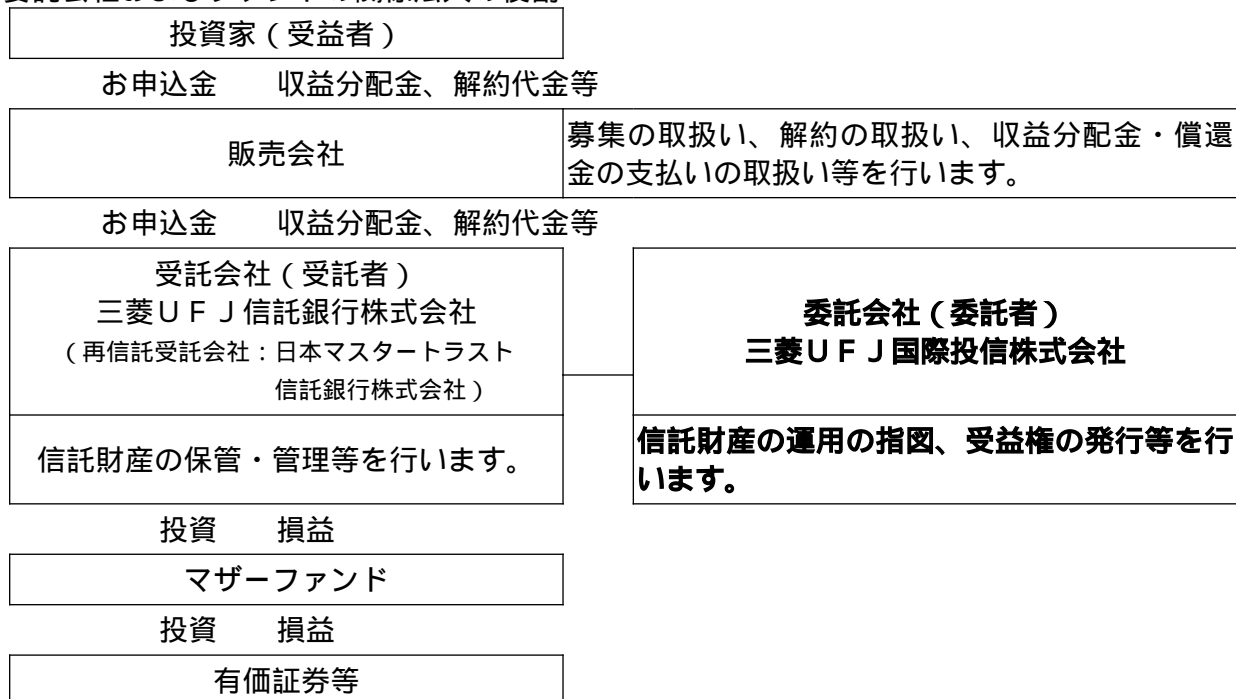 投資家（受益者）
お申込金　　収益分配金、解約代金等
販売会社
募集の取扱い、解約の取扱い、収益分配金・償還
金の支払いの取扱い等を行います。
お申込金　　収益分配金、解約代金等
受託会社（受託者）
三菱ＵＦＪ信託銀行株式会社
（再信託受託会社：日本マスタートラスト
信託銀行株式会社）
委託会社（委託者）
三菱ＵＦＪ国際投信株式会社
信託財産の保管・管理等を行います。
信託財産の運用の指図、受益権の発行等を行
います。
投資　　損益
マザーファンド
投資　　損益
有価証券等